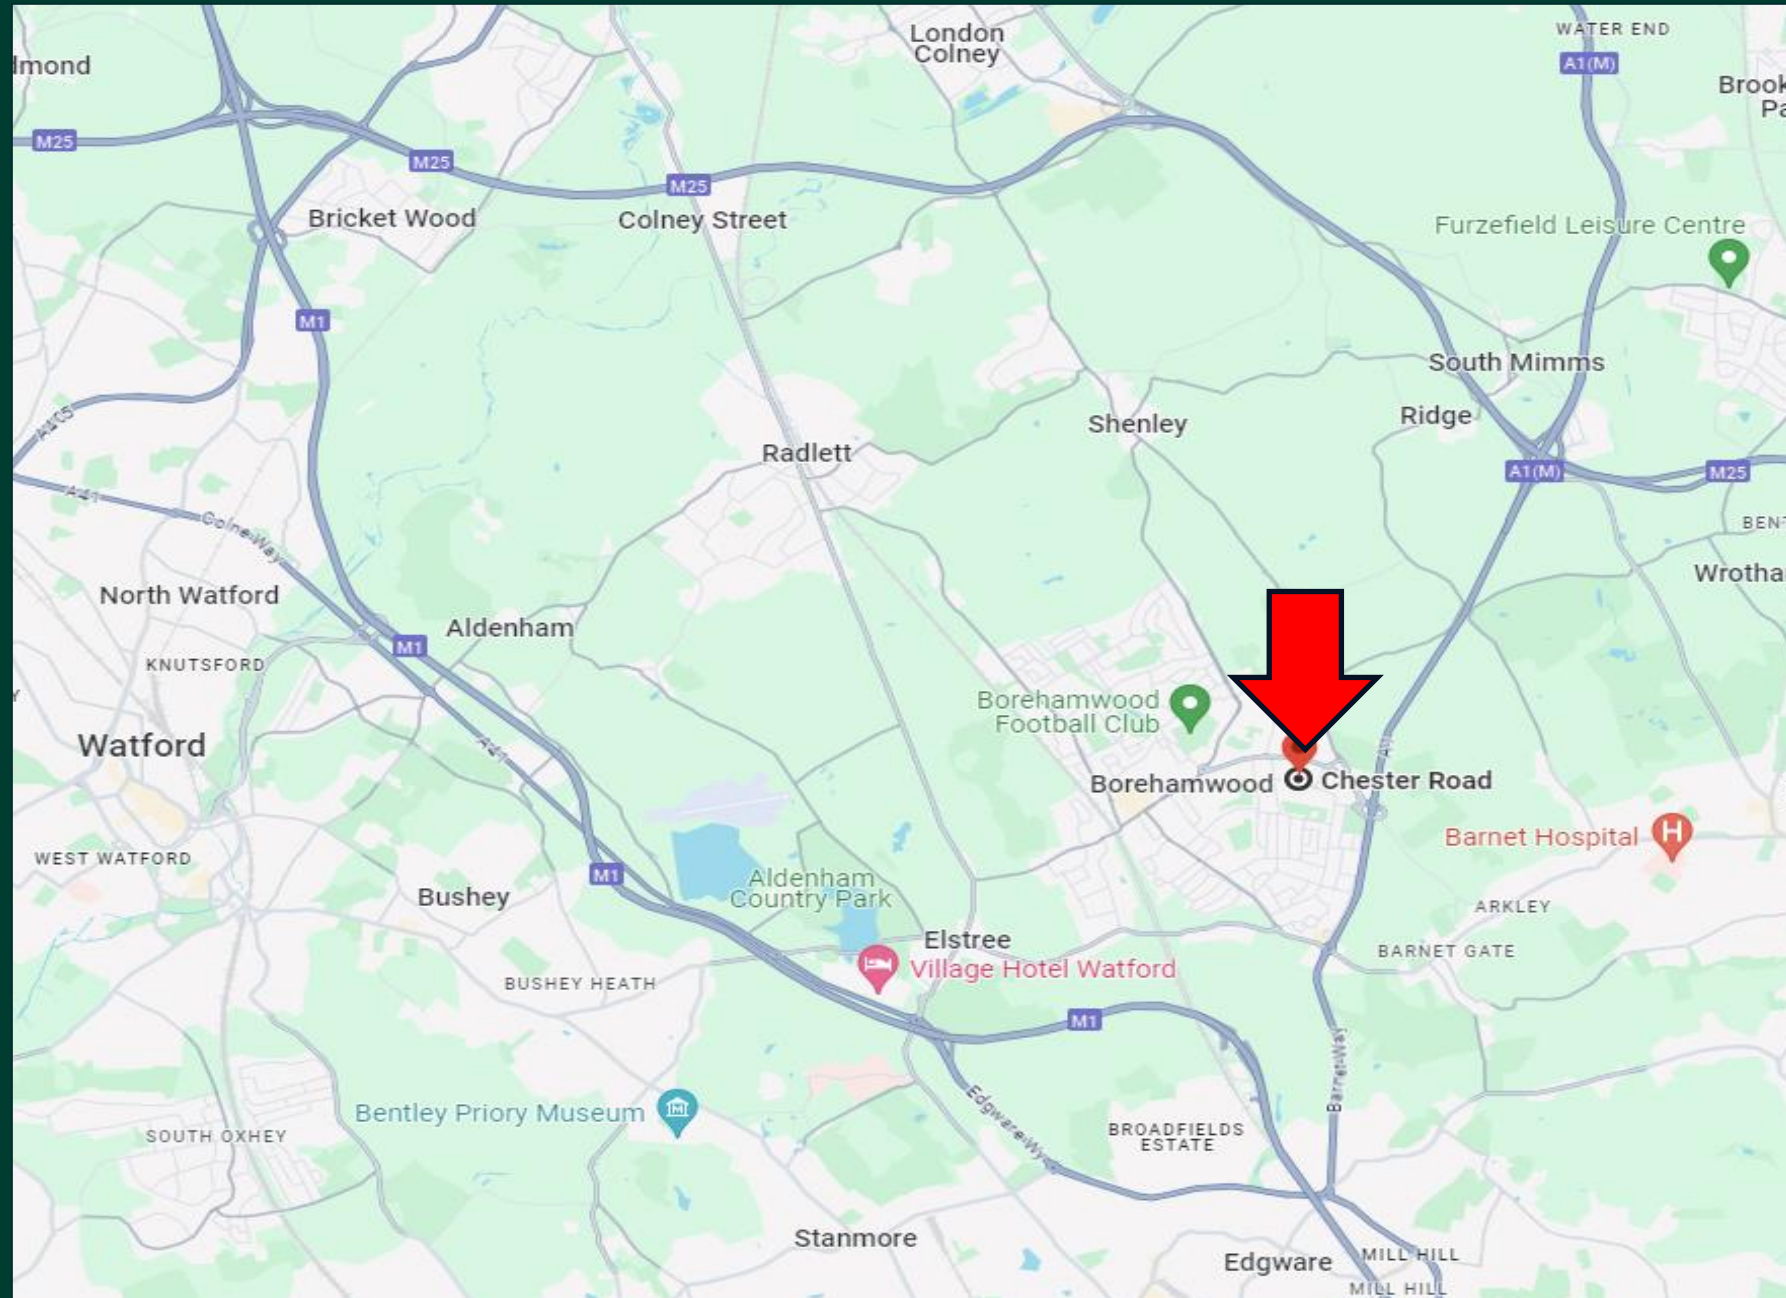 London
Colney
WATER END
A1(M)
dmond
Brook
Pa
M25
M25
M25
Bricket Wood
Colney Street
Furzefield Leisure Centre
M1
South Mimms
Shenley
Ridge
A405
Radlett
A1(M)
M25
A41
Colne Way
BEN
Wrotha
North Watford
Aldenham
M1
KNUTSFORD
Y
Borehamwood
Football Club
Watford
A41
A1
Borehamwood
Chester Road
Barnet Hospital
H
WEST WATFORD
M1
Aldenham
Country Park
Bushey
ARKLEY
Elstree
BARNET GATE
Village Hotel Watford
BUSHEY HEATH
M1
Barnet Way
Edgware Wy
Bentley Priory Museum
M
BROADFIELDS
ESTATE
SOUTH OXHEY
Stanmore
Edgware
MILL HILL
MILL HILL